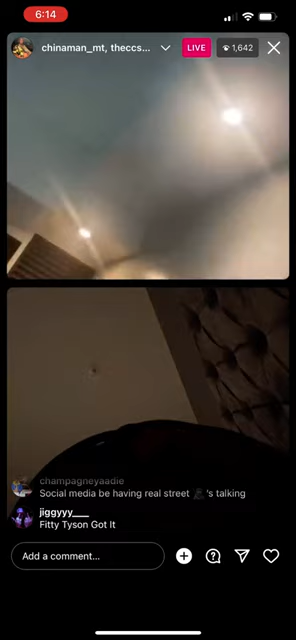 6:14
chinaman_mt, theccs...
LIVE
1,642
champagneyaadie
Social media be having real street 's talking
jiggyyy____
Fitty Tyson Got It
Add a comment...